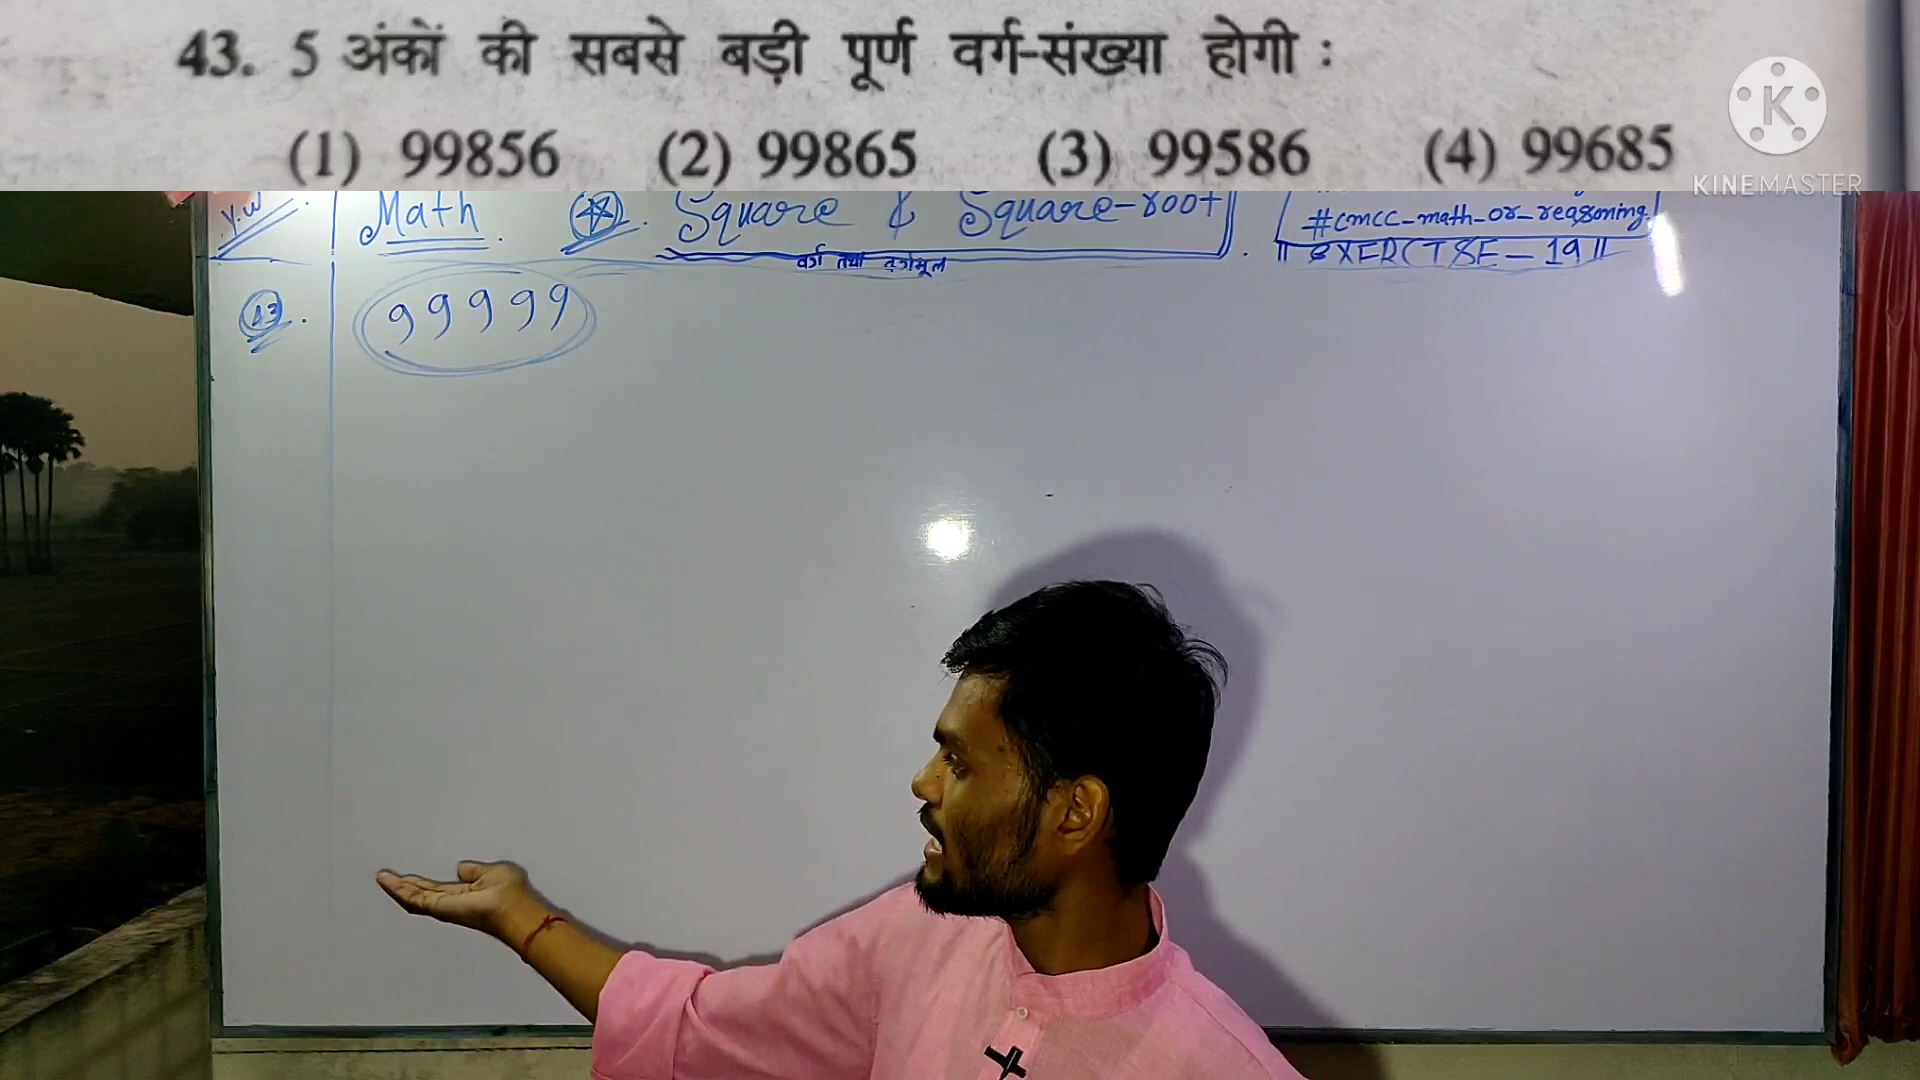 43. 5 अंकों की सबसे बड़ी पूर्ण वर्ग-संख्या होगी :
(1) 99856 (2) 99865 (3) 99586 (4) 99685
KINEMASTER
Y.W Math . Square & Square-root
#cmcc-math-or-reasoning
वर्ग तथा वर्गमूल
EXERCISE - 19
43. 99999